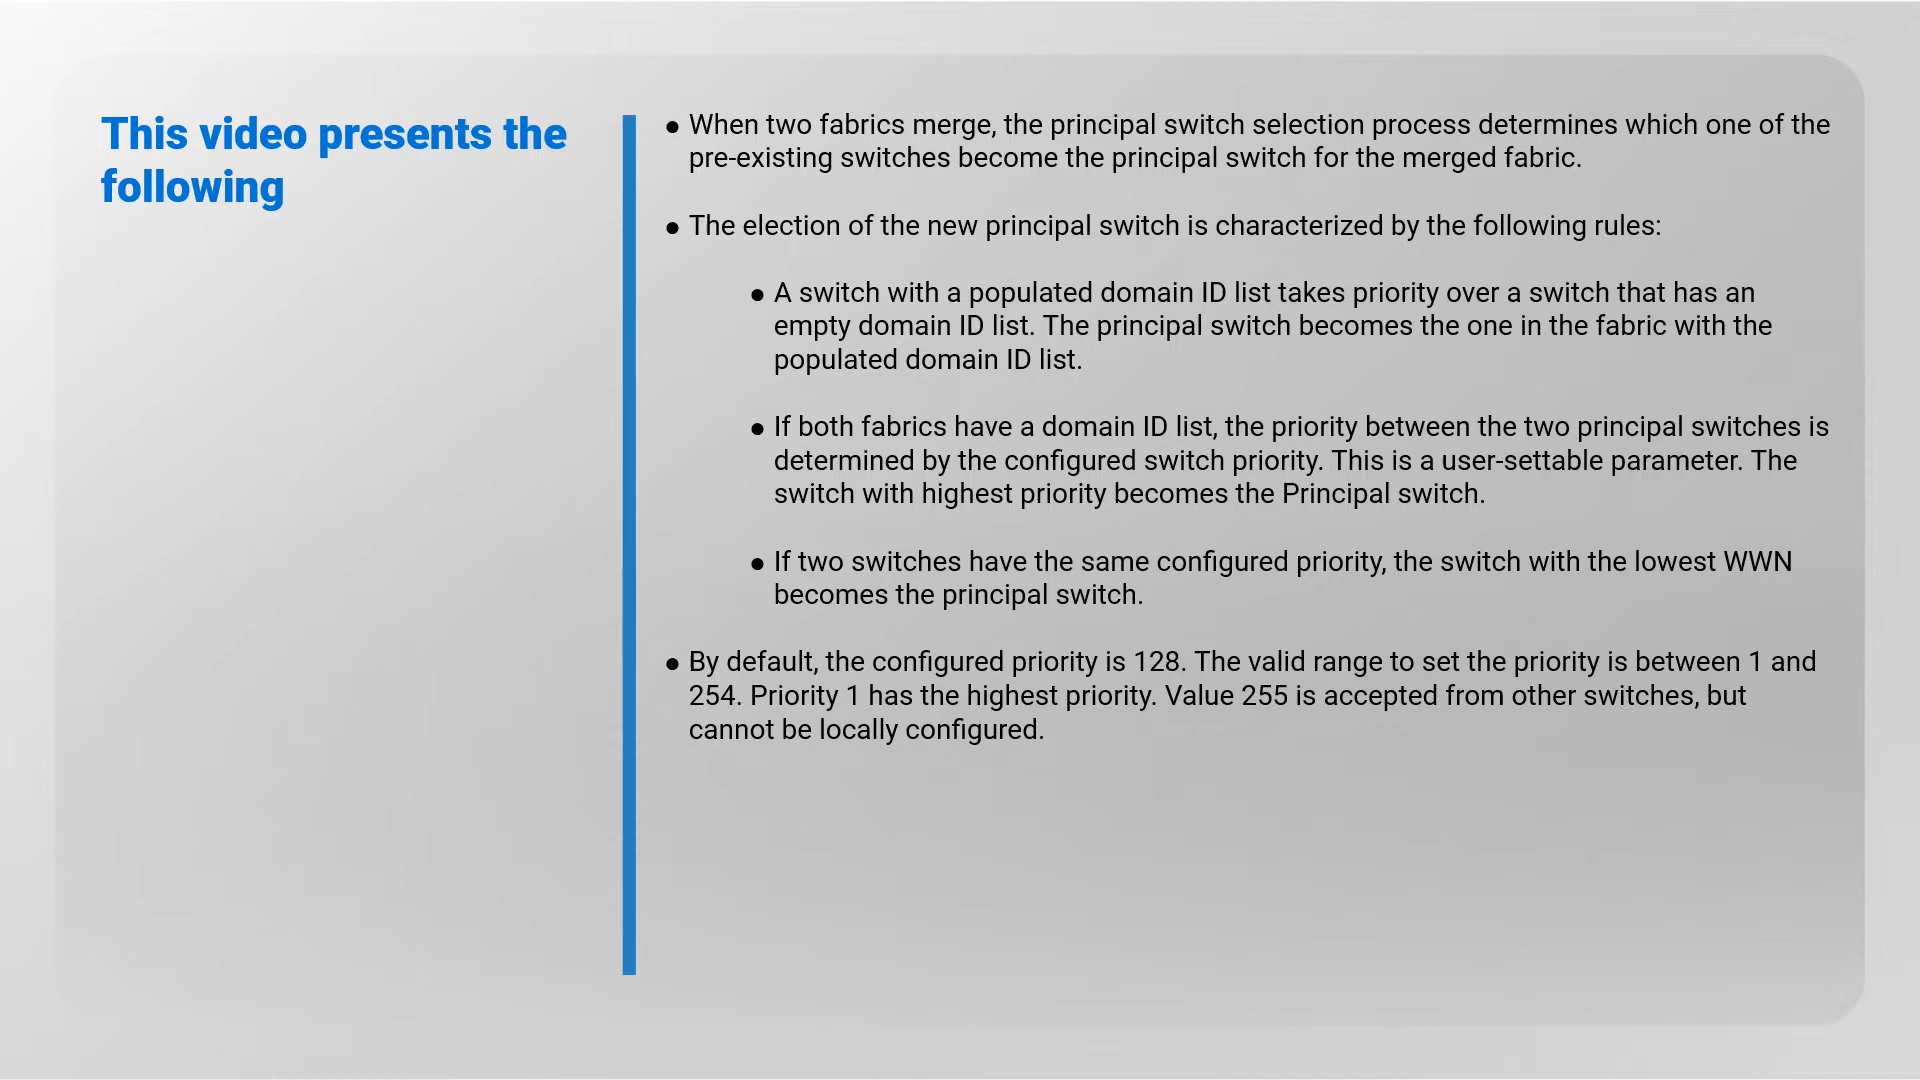 This video presents the
following
● When two fabrics merge, the principal switch selection process determines which one of the
pre-existing switches become the principal switch for the merged fabric.
● The election of the new principal switch is characterized by the following rules:
● A switch with a populated domain ID list takes priority over a switch that has an
empty domain ID list. The principal switch becomes the one in the fabric with the
populated domain ID list.
● If both fabrics have a domain ID list, the priority between the two principal switches is
determined by the configured switch priority. This is a user-settable parameter. The
switch with highest priority becomes the Principal switch.
● If two switches have the same configured priority, the switch with the lowest WWN
becomes the principal switch.
● By default, the configured priority is 128. The valid range to set the priority is between 1 and
254. Priority 1 has the highest priority. Value 255 is accepted from other switches, but
cannot be locally configured.